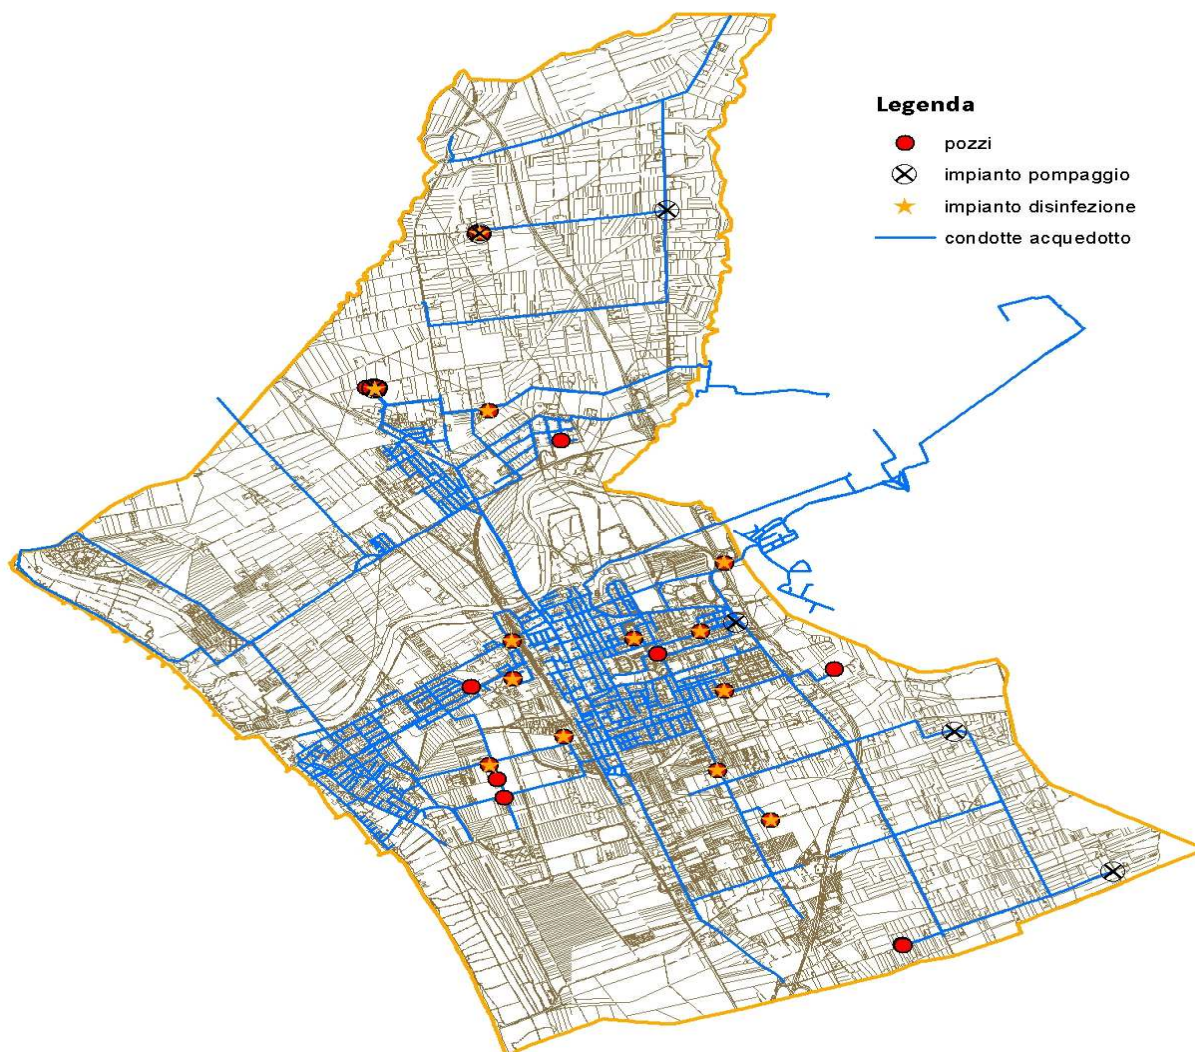 Legenda
pozzi
impianto pompaggio
impianto disinfezione
condotte acquedotto